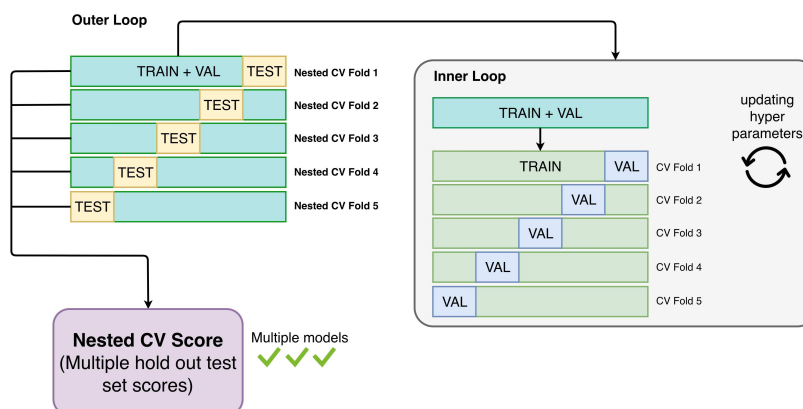 Outer Loop
TRAIN + VAL TEST Nested CV Fold 1
TEST Nested CV Fold 2
TEST Nested CV Fold 3
TEST Nested CV Fold 4
TEST Nested CV Fold 5
Nested CV Score
(Multiple hold out test
set scores)
Multiple models
Inner Loop
TRAIN + VAL
TRAIN VAL CV Fold 1
VAL CV Fold 2
VAL CV Fold 3
VAL CV Fold 4
VAL CV Fold 5
updating
hyper
parameters